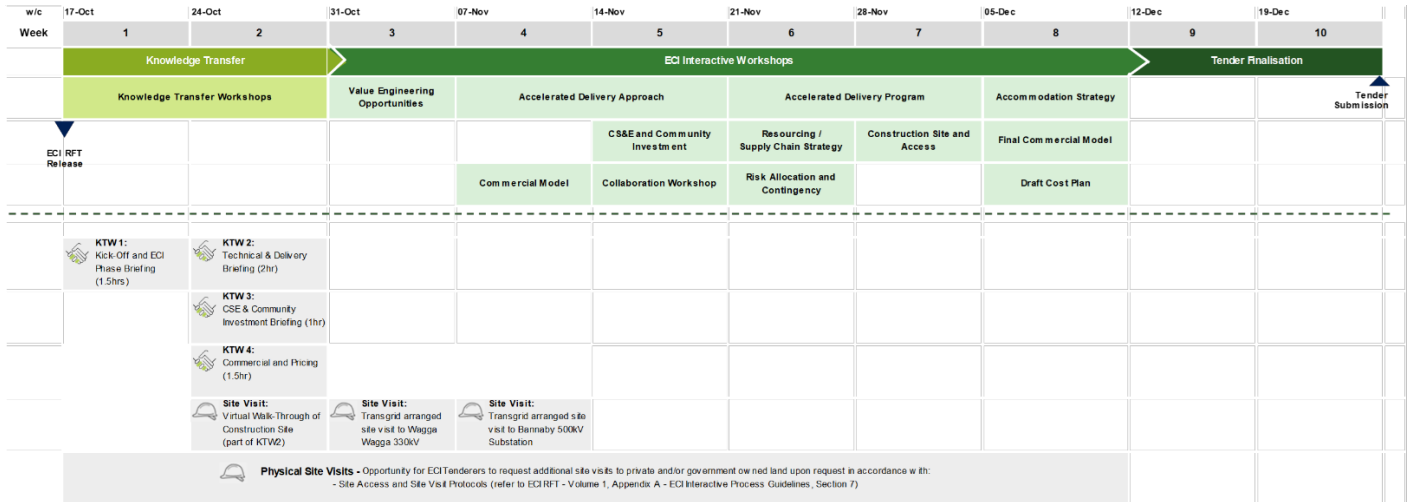 w/c 17-Oct 24-Oct 31-Oct 07-Nov 14-Nov 21-Nov 28-Nov 05-Dec 12-Dec 19-Dec
Week 1 2 3 4 5 6 7 8 9 10
Knowledge Transfer ECI Interactive Workshops Tender Finalisation
Knowledge Transfer Workshops
Value Engineering
Opportunities
Accelerated Delivery Approach
Accelerated Delivery Program
Accommodation Strategy
Tender
Submission
ECI RFT
Release
CS&E and Community
Investment
Resourcing /
Supply Chain Strategy
Construction Site and
Access
Final Commercial Model
Commercial Model
Collaboration Workshop
Risk Allocation and
Contingency
Draft Cost Plan
KTW 1:
Kick-Off and ECI
Phase Briefing
(1.5hrs)
KTW 2:
Technical & Delivery
Briefing (2hr)
KTW 3:
CSE & Community
Investment Briefing (1hr)
KTW 4:
Commercial and Pricing
(1.5hr)
Site Visit:
Virtual Walk-Through of
Construction Site
(part of KTW2)
Site Visit:
Transgrid arranged
site visit to Wagga
Wagga 330kV
Site Visit:
Transgrid arranged site
visit to Bannaby 500kV
Substation
Physical Site Visits - Opportunity for ECI Tenderers to request additional site visits to private and/or government owned land upon request in accordance with:
- Site Access and Site Visit Protocols (refer to ECI RFT - Volume 1, Appendix A - ECI Interactive Process Guidelines, Section 7)